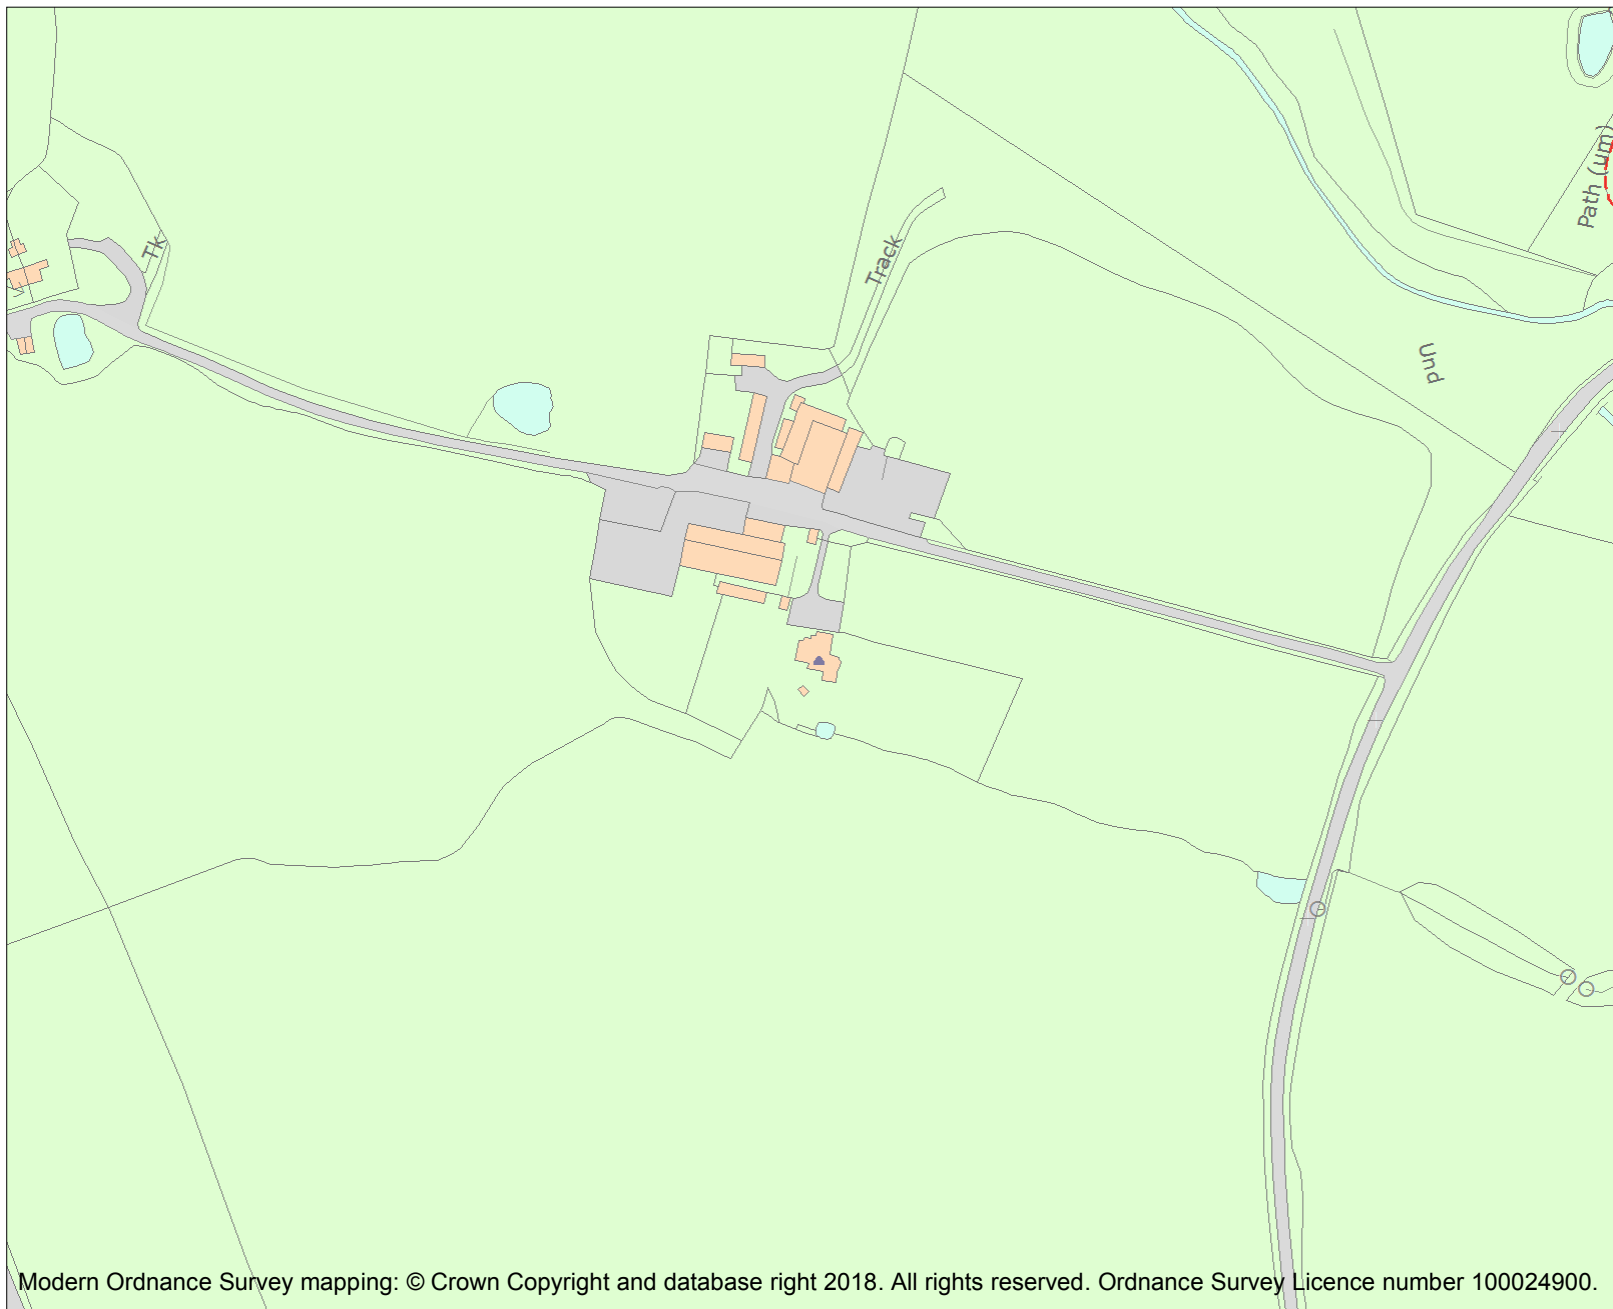 Path (um)
Tk
Track
Und
Modern Ordnance Survey mapping: © Crown Copyright and database right 2018. All rights reserved. Ordnance Survey Licence number 100024900.